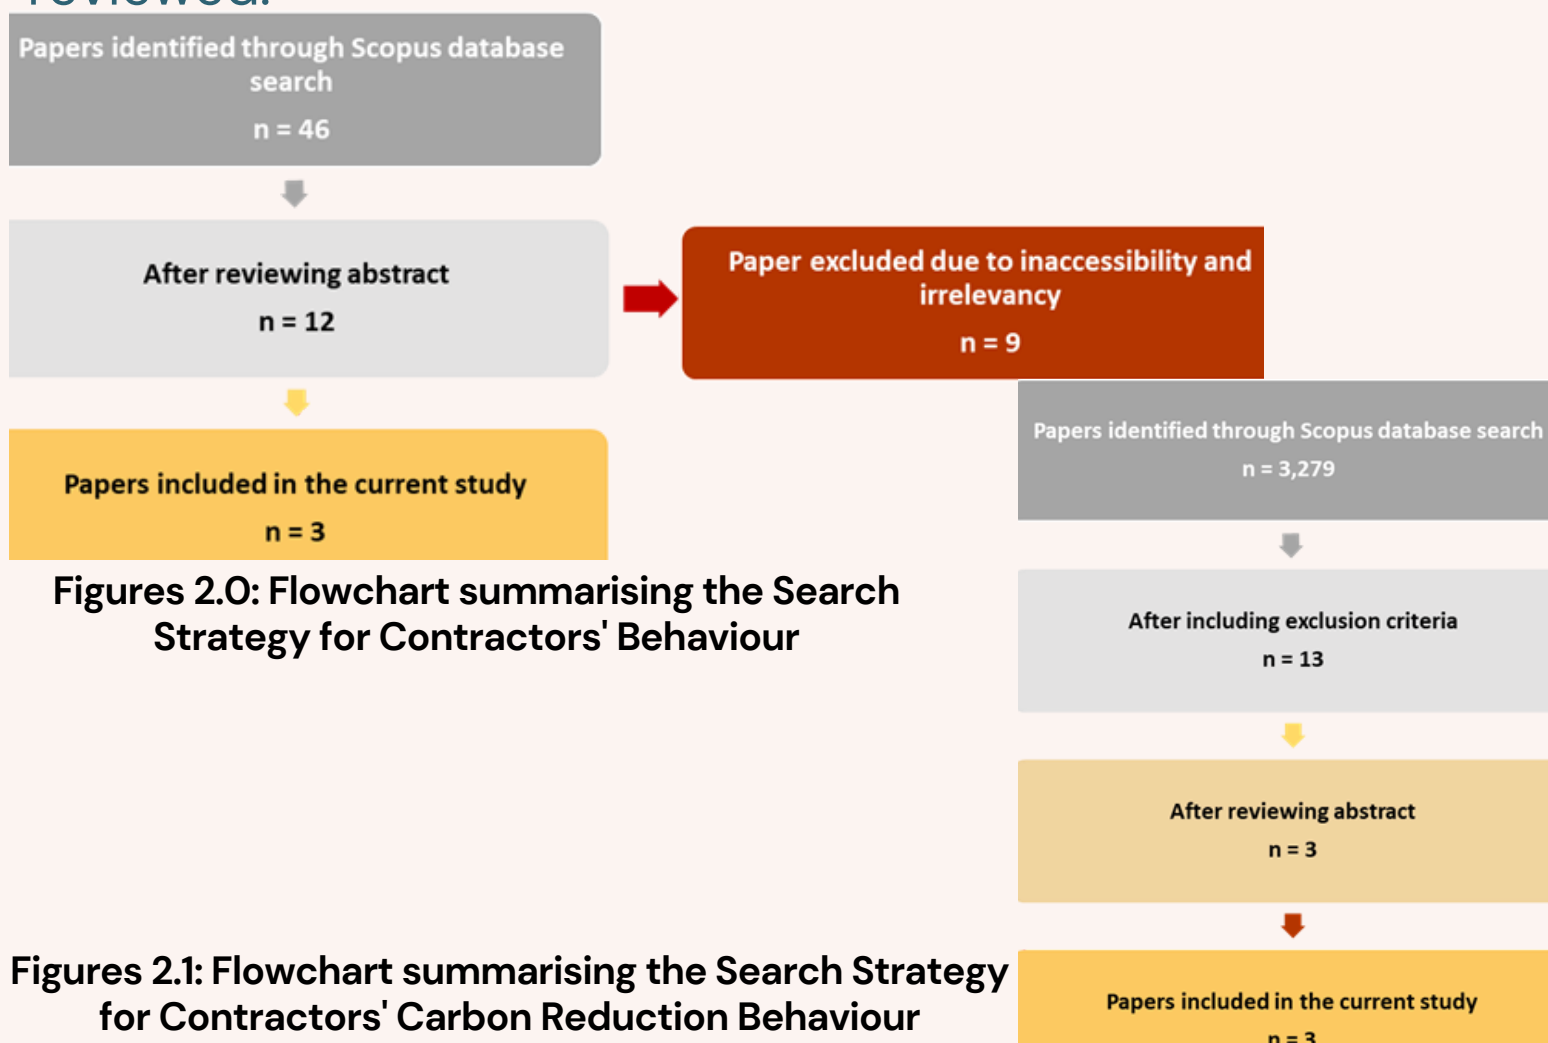 reviewed.
Papers identified through Scopus database
search
n = 46
After reviewing abstract
n = 12
Paper excluded due to inaccessibility and
irrelevancy
n = 9
Papers included in the current study
n = 3
Figures 2.0: Flowchart summarising the Search
Strategy for Contractors' Behaviour
Papers identified through Scopus database search
n = 3,279
After including exclusion criteria
n = 13
After reviewing abstract
n = 3
Papers included in the current study
n = 3
Figures 2.1: Flowchart summarising the Search Strategy
for Contractors' Carbon Reduction Behaviour